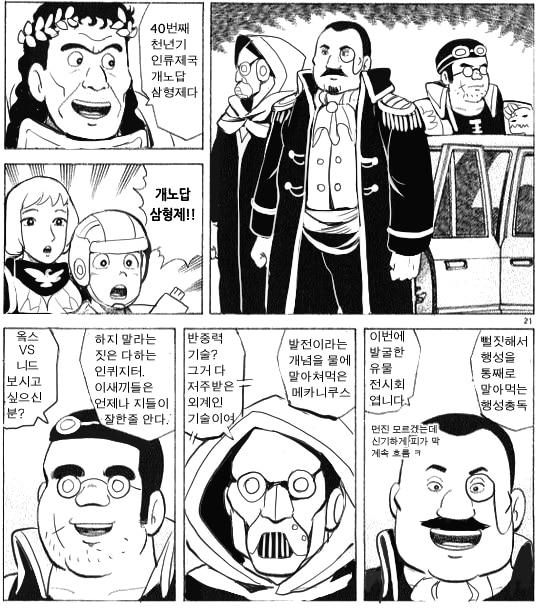 40번째
천년기
인류제국
개노답
삼형제다
개노답
삼형제!!
21
옼스
VS
니드
보시고
싶으신
분?
하지 말라는
짓은 다하는
인퀴지터.
이새끼들은
언제나 지들이
잘한줄 안다.
반중력
기술?
그거 다
저주받은
외계인
기술이여
발전이라는
개념을 물에
말아쳐먹은
메카니쿠스
이번에
발굴한
유물
전시회
엽니다.
뻘짓해서
행성을
통째로
말아먹는
행성총독
먼진 모르겠는데
신기하게 피가 막
계속 흐름 ㅋ